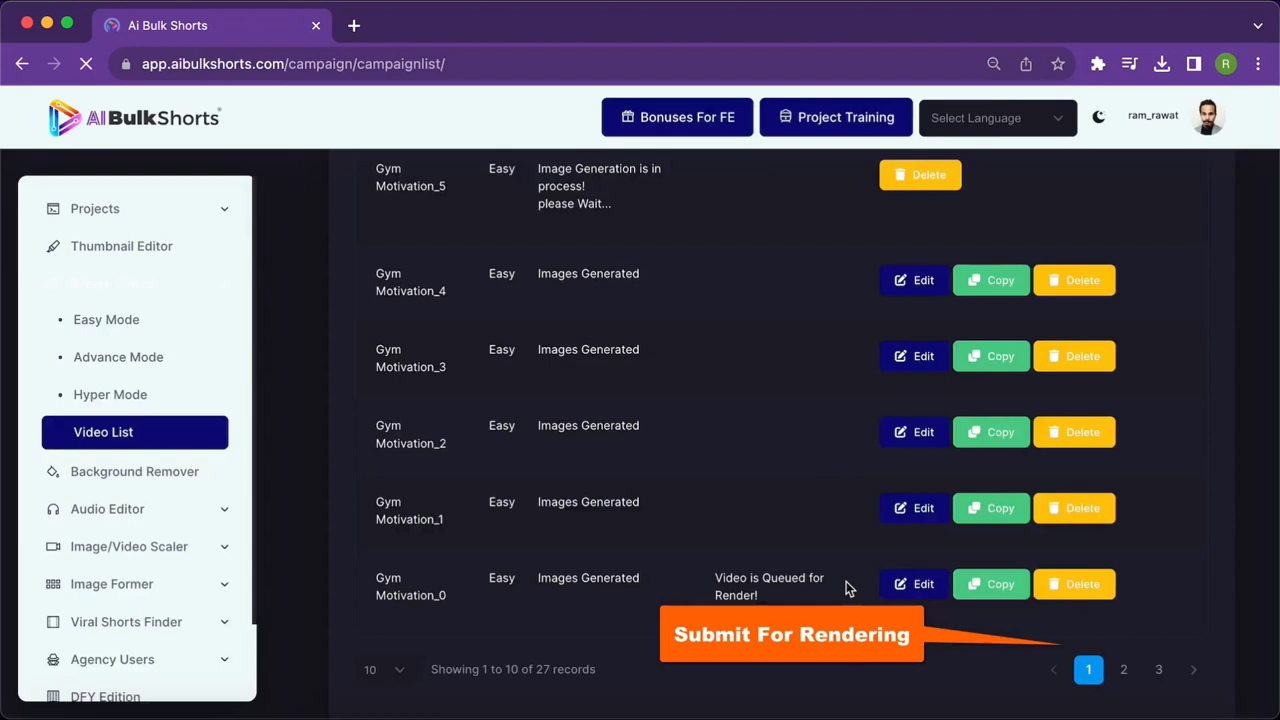 Ai Bulk Shorts
app.aibulkshorts.com/campaign/campaignlist/
R
AIBulkShorts
Bonuses For FE
Project Training
Select Language
ram_rawat
Projects
Thumbnail Editor
Easy Mode
Advance Mode
Hyper Mode
Video List
Background Remover
Audio Editor
Image/Video Scaler
Image Former
Viral Shorts Finder
Agency Users
DFY Edition
Gym
Motivation_5
Easy
Image Generation is in
process!
please Wait...
Delete
Gym
Motivation_4
Easy
Images Generated
Edit
Copy
Delete
Gym
Motivation_3
Easy
Images Generated
Edit
Copy
Delete
Gym
Motivation_2
Easy
Images Generated
Edit
Copy
Delete
Gym
Motivation_1
Easy
Images Generated
Edit
Copy
Delete
Gym
Motivation_0
Easy
Images Generated
Video is Queued for
Render!
Edit
Copy
Delete
Submit For Rendering
10
Showing 1 to 10 of 27 records
1
2
3